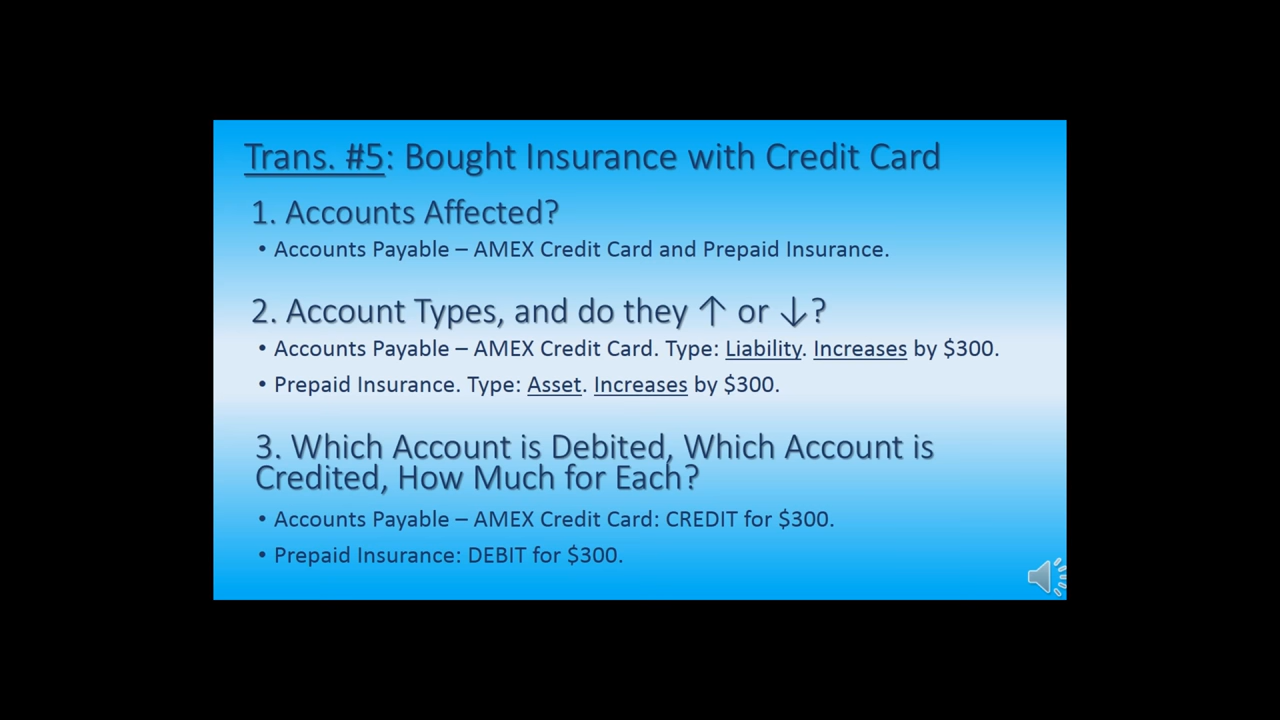 Trans. #5: Bought Insurance with Credit Card
1. Accounts Affected?
• Accounts Payable – AMEX Credit Card and Prepaid Insurance.
2. Account Types, and do they ↑ or ↓?
• Accounts Payable – AMEX Credit Card. Type: Liability. Increases by $300.
• Prepaid Insurance. Type: Asset. Increases by $300.
3. Which Account is Debited, Which Account is
Credited, How Much for Each?
• Accounts Payable – AMEX Credit Card: CREDIT for $300.
• Prepaid Insurance: DEBIT for $300.